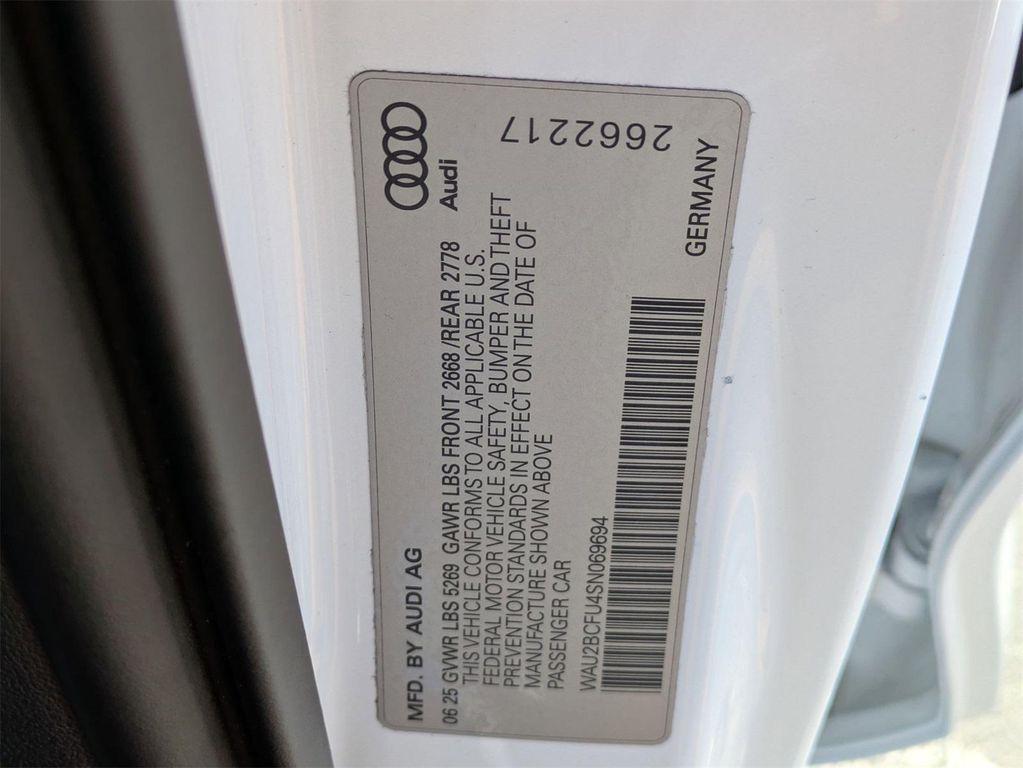 MFD. BY AUDI AG
Audi
06 25 GVWR LBS 5269 GAWR LBS FRONT 2668 /REAR 2778
THIS VEHICLE CONFORMS TO ALL APPLICABLE U.S.
FEDERAL MOTOR VEHICLE SAFETY, BUMPER AND THEFT
PREVENTION STANDARDS IN EFFECT ON THE DATE OF
MANUFACTURE SHOWN ABOVE
PASSENGER CAR
WAU2BCFU4SN069694
GERMANY
2662217